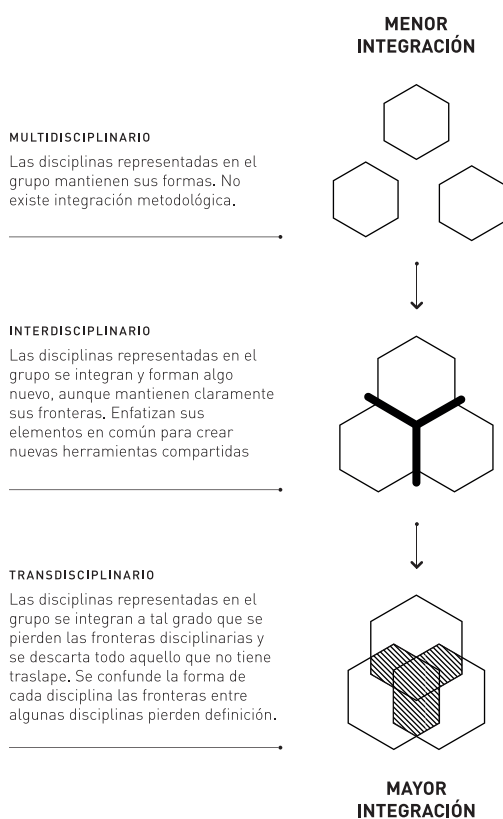 MENOR
INTEGRACIÓN
MULTIDISCIPLINARIO
Las disciplinas representadas en el
grupo mantienen sus formas. No
existe integración metodológica.
INTERDISCIPLINARIO
Las disciplinas representadas en el
grupo se integran y forman algo
nuevo, aunque mantienen claramente
sus fronteras. Enfatizan sus
elementos en común para crear
nuevas herramientas compartidas
TRANSDISCIPLINARIO
Las disciplinas representadas en el
grupo se integran a tal grado que se
pierden las fronteras disciplinarias y
se descarta todo aquello que no tiene
traslape. Se confunde la forma de
cada disciplina las fronteras entre
algunas disciplinas pierden definición.
MAYOR
INTEGRACIÓN